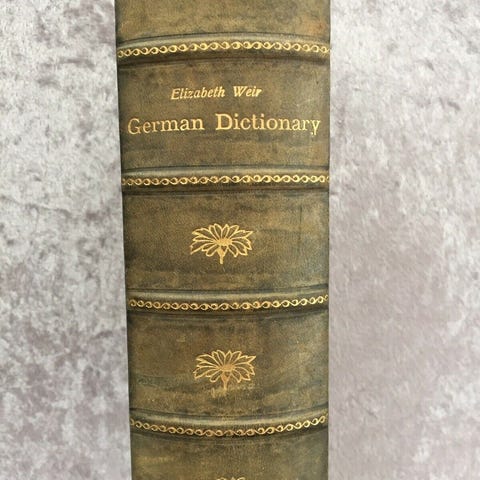 Elizabeth Weir
German Dictionary